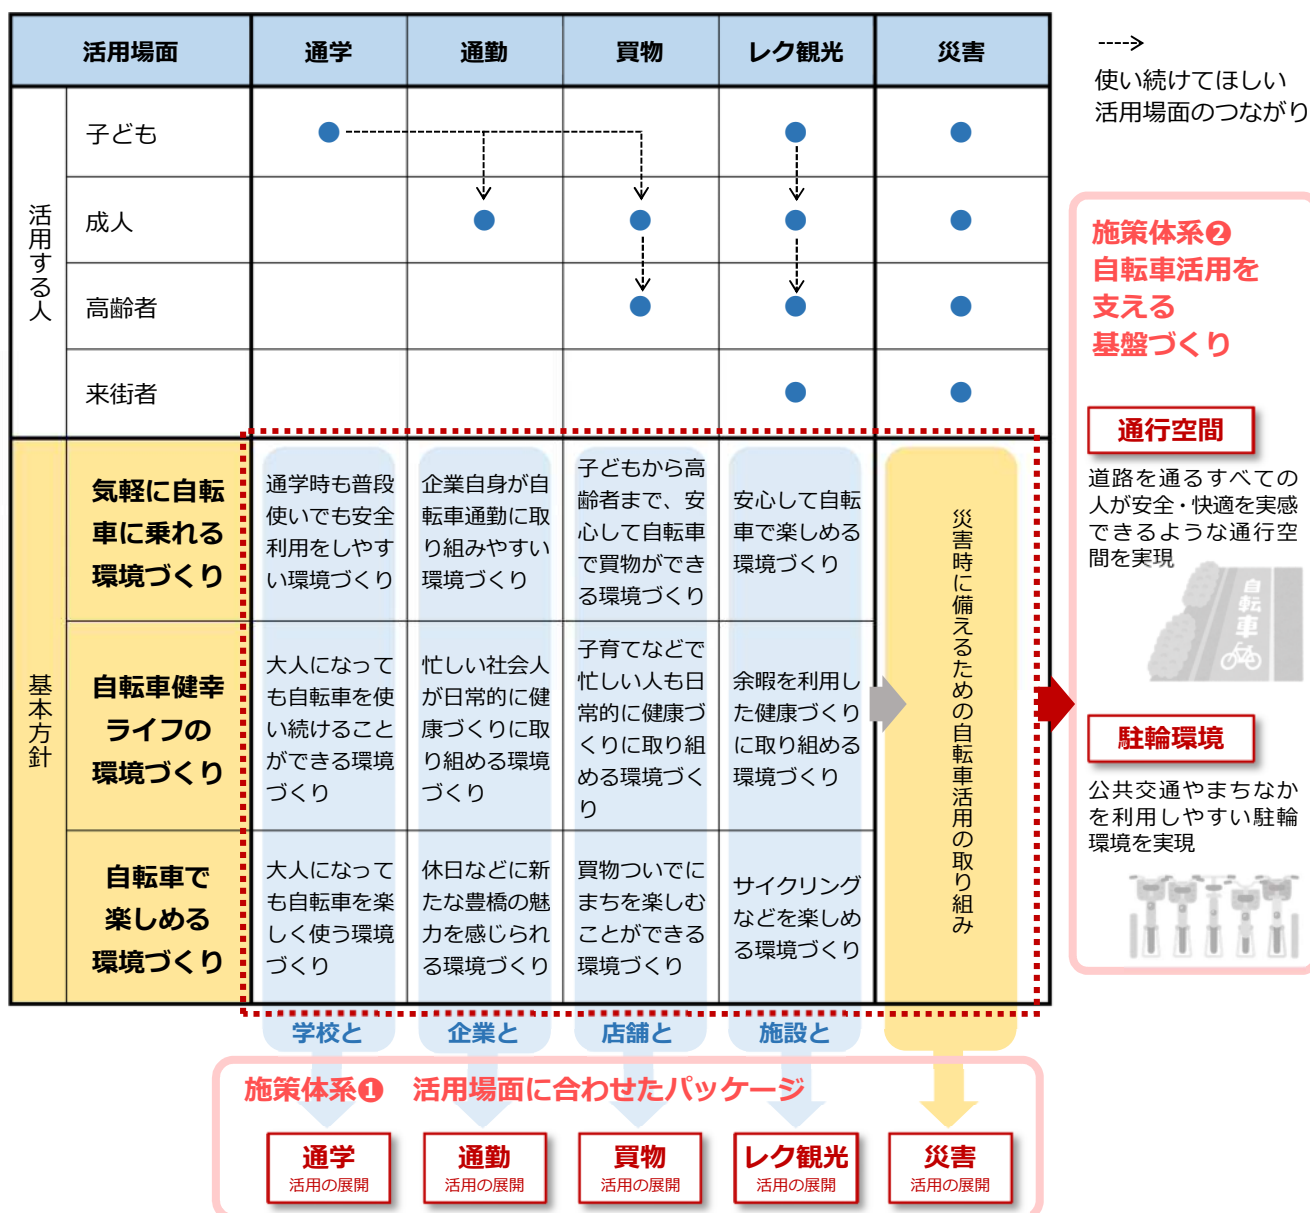 活用場面
通学
通勤
買物
レク観光
災害
使い続けてほしい
活用場面のつながり
活用する人
子ども
成人
高齢者
来街者
基本方針
気軽に自転
車に乗れる
環境づくり
通学時も普段
使いでも安全
利用をしやす
い環境づくり
企業自身が自
転車通勤に取
り組みやすい
環境づくり
子どもから高
齢者まで、安
心して自転車
で買物ができ
る環境づくり
安心して自転
車で楽しめる
環境づくり
自転車健幸
ライフの
環境づくり
大人になって
も自転車を使
い続けること
ができる環境
づくり
忙しい社会人
が日常的に健
康づくりに取
り組める環境
づくり
子育てなどで
忙しい人も日
常的に健康づ
くりに取り組
める環境づく
り
余暇を利用し
た健康づくり
に取り組める
環境づくり
自転車で
楽しめる
環境づくり
大人になって
も自転車を楽
しく使う環境
づくり
休日などに新
たな豊橋の魅
力を感じられ
る環境づくり
買物ついでに
まちを楽しむ
ことができる
環境づくり
サイクリング
などを楽しめ
る環境づくり
災害時に備えるための自転車活用の取り組み
学校と
企業と
店舗と
施設と
施策体系❶ 活用場面に合わせたパッケージ
通学
活用の展開
通勤
活用の展開
買物
活用の展開
レク観光
活用の展開
災害
活用の展開
施策体系❷
自転車活用を
支える
基盤づくり
通行空間
道路を通るすべての
人が安全・快適を実感
できるような通行空
間を実現
自転車
駐輪環境
公共交通やまちなか
を利用しやすい駐輪
環境を実現